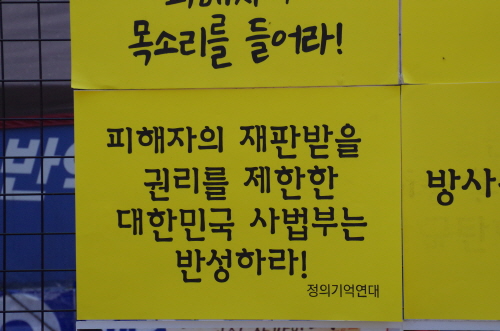 목소리를 들어라!
피해자의 재판받을
권리를 제한한
대한민국 사법부는
반성하라!
정의기억연대
방사